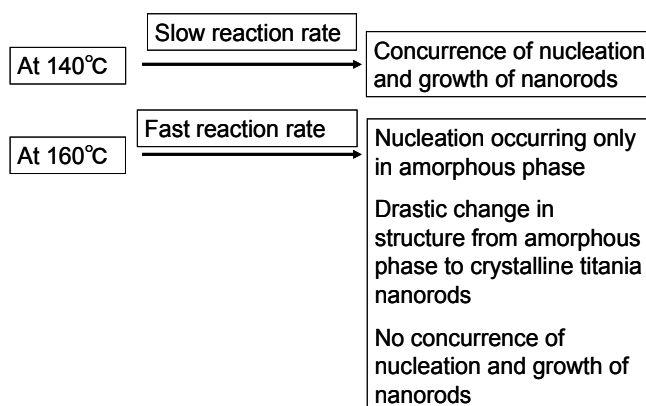 Slow reaction rate
At 140℃
Concurrence of nucleation
and growth of nanorods
Fast reaction rate
At 160℃
Nucleation occurring only
in amorphous phase
Drastic change in
structure from amorphous
phase to crystalline titania
nanorods
No concurrence of
nucleation and growth of
nanorods